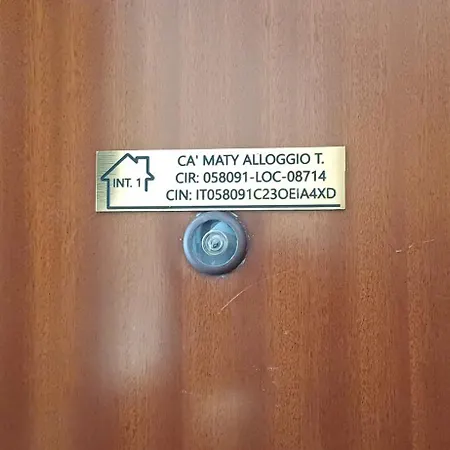 INT. 1
CA' MATY ALLOGGIO T.
CIR: 058091-LOC-08714
CIN: IT058091C23OEIA4XD